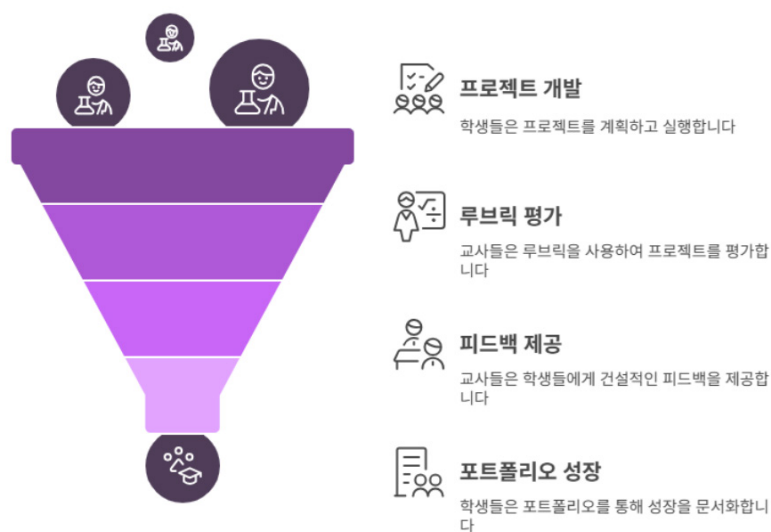 프로젝트 개발
학생들은 프로젝트를 계획하고 실행합니다
루브릭 평가
교사들은 루브릭을 사용하여 프로젝트를 평가합
니다
피드백 제공
교사들은 학생들에게 건설적인 피드백을 제공합
니다
포트폴리오 성장
학생들은 포트폴리오를 통해 성장을 문서화합니
다